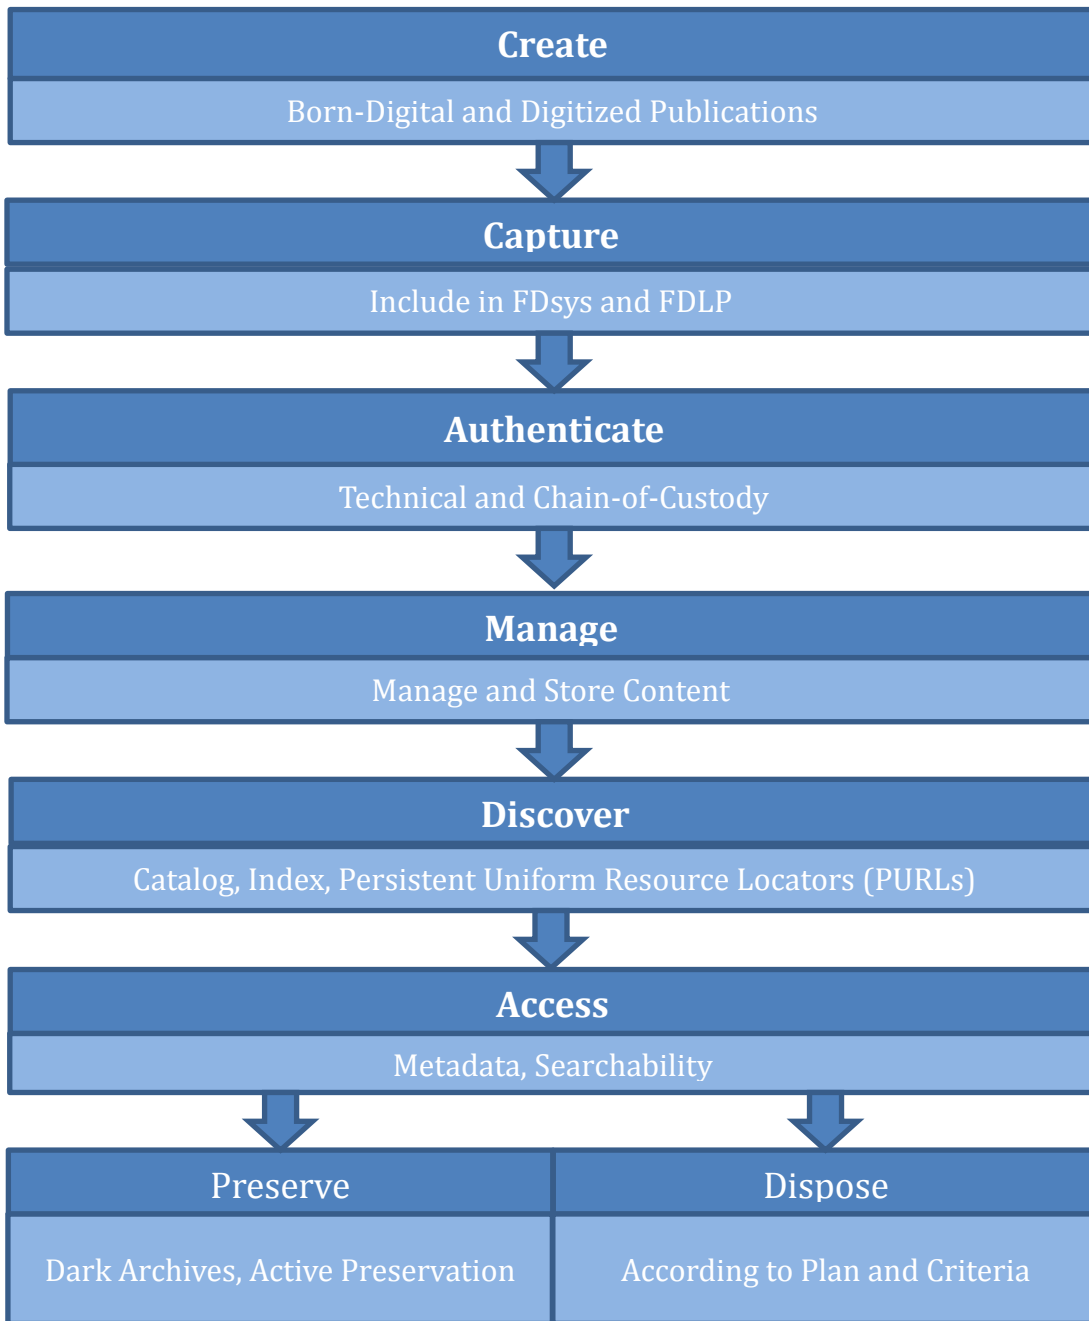 Create
Born-Digital and Digitized Publications
Capture
Include in FDsys and FDLP
Authenticate
Technical and Chain-of-Custody
Manage
Manage and Store Content
Discover
Catalog, Index, Persistent Uniform Resource Locators (PURLs)
Access
Metadata, Searchability
Preserve
Dispose
Dark Archives, Active Preservation
According to Plan and Criteria